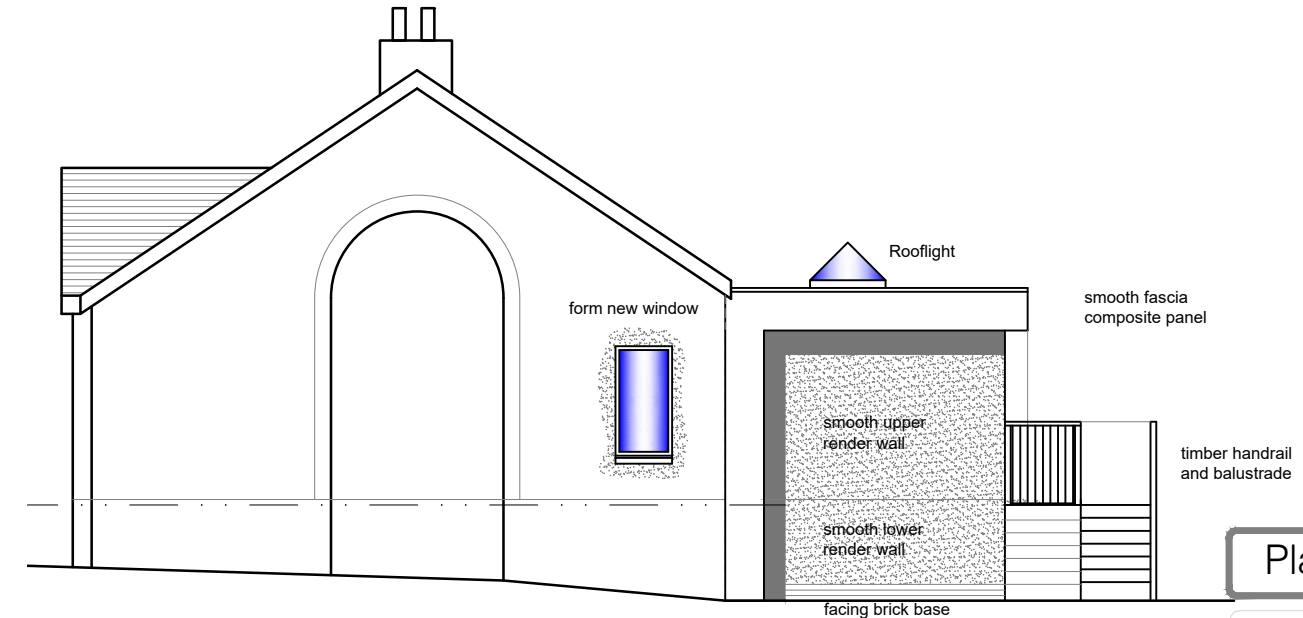 Rooflight
form new window
smooth fascia
composite panel
smooth upper
render wall
timber handrail
and balustrade
smooth lower
render wall
Pla
facing brick base